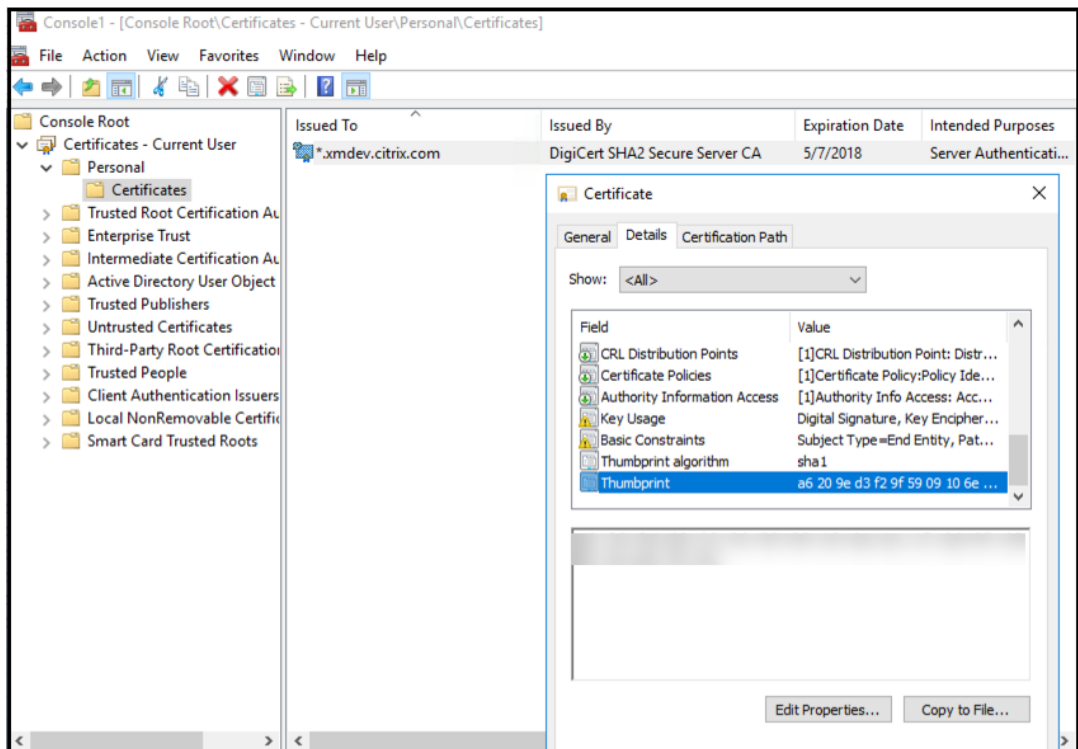 Console1 - [Console Root\Certificates - Current User\Personal\Certificates]
File Action View Favorites Window Help
Console Root
Certificates - Current User
Personal
Certificates
Trusted Root Certification Au
Enterprise Trust
Intermediate Certification Au
Active Directory User Object
Trusted Publishers
Untrusted Certificates
Third-Party Root Certification
Trusted People
Client Authentication Issuers
Local NonRemovable Certific
Smart Card Trusted Roots
Issued To Issued By Expiration Date Intended Purposes
*.xmdev.citrix.com DigiCert SHA2 Secure Server CA 5/7/2018 Server Authenticati...
Certificate
General Details Certification Path
Show: <All>
Field Value
CRL Distribution Points [1]CRL Distribution Point: Distr...
Certificate Policies [1]Certificate Policy:Policy Ide...
Authority Information Access [1]Authority Info Access: Acc...
Key Usage Digital Signature, Key Encipher...
Basic Constraints Subject Type=End Entity, Pat...
Thumbprint algorithm sha1
Thumbprint a6 20 9e d3 f2 9f 59 09 10 6e ...
Edit Properties... Copy to File...